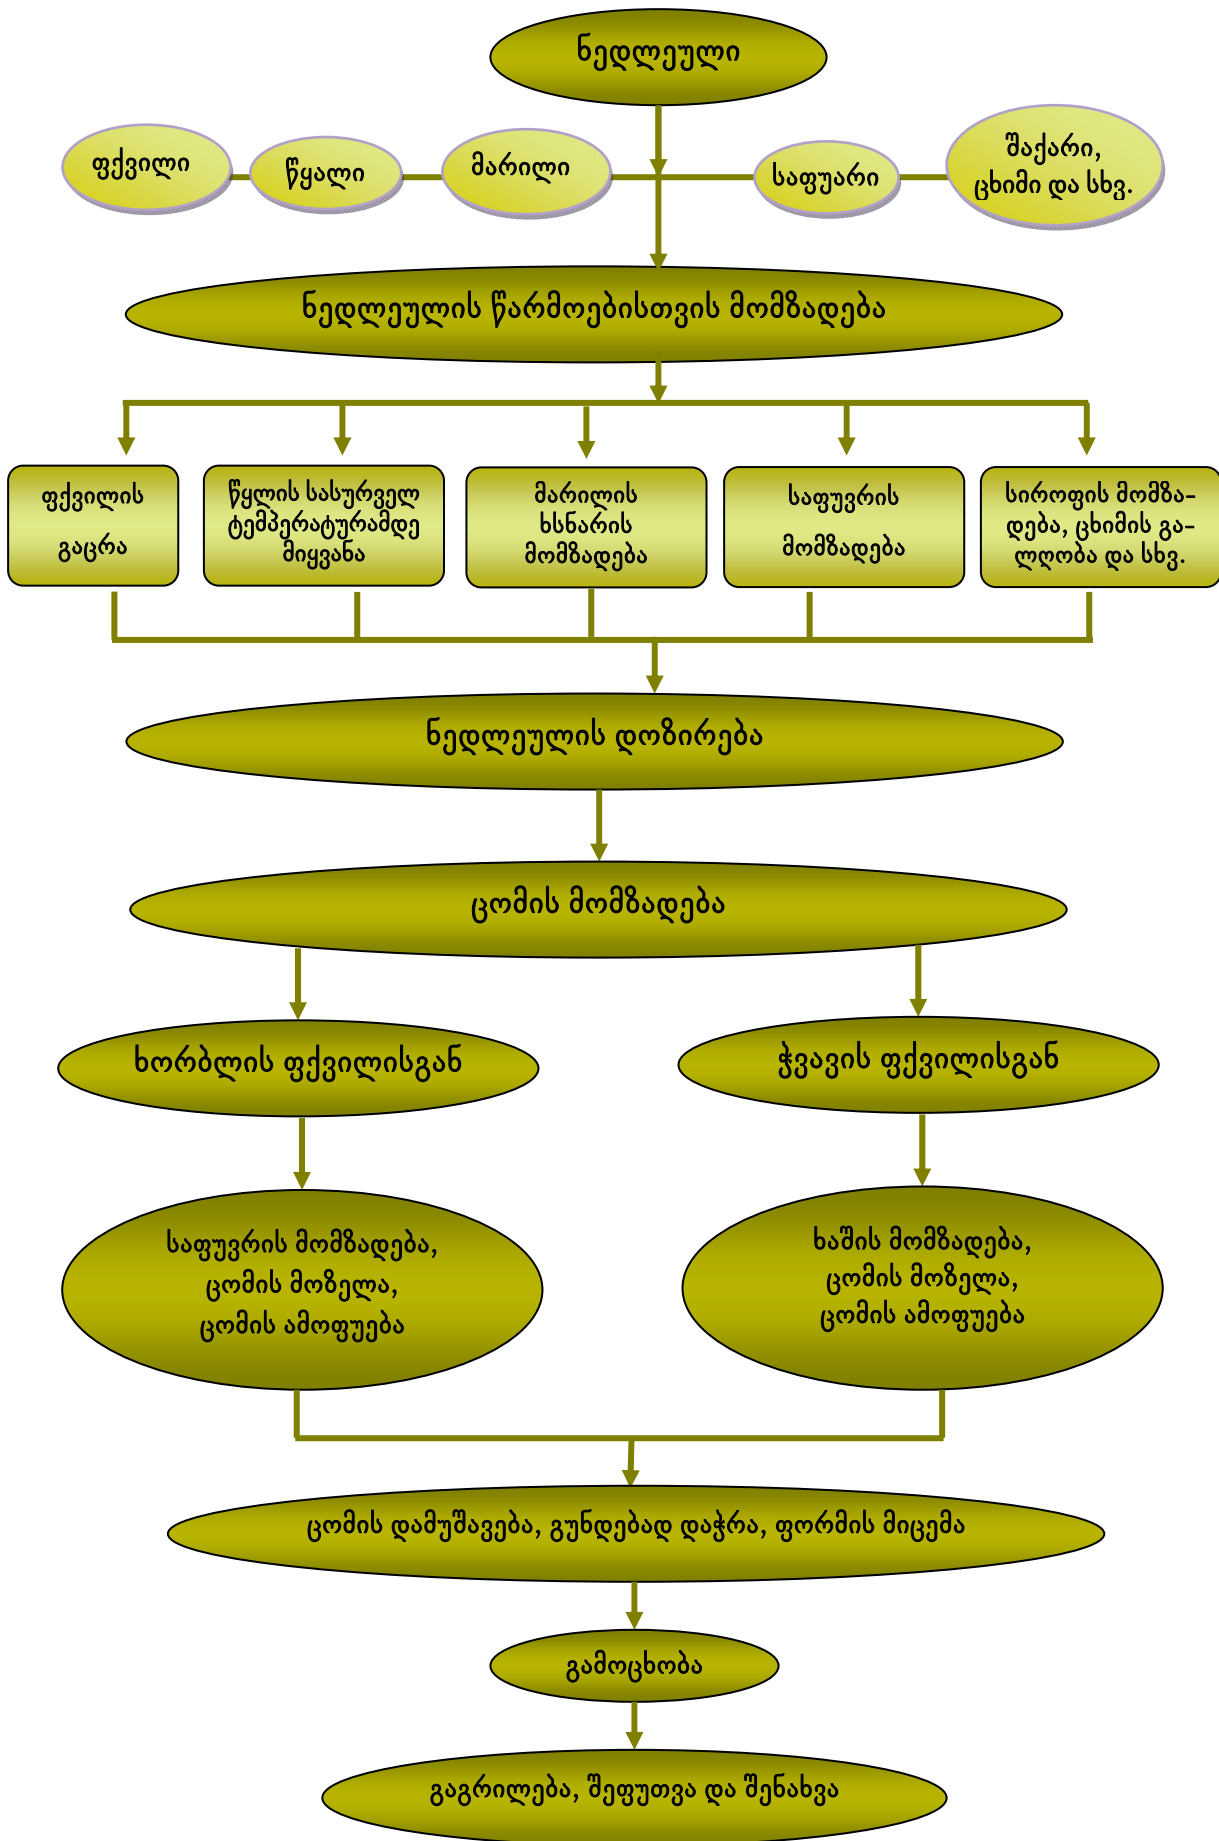 ნედლეული
ფქვილი
წყალი
მარილი
საფუარი
შაქარი,
ცხიმი და სხვ.
ნედლეულის წარმოებისთვის მომზადება
ფქვილის
გაცრა
წყლის სასურველ
ტემპერატურამდე
მიყვანა
მარილის
ხსნარის
მომზადება
საფუვრის
მომზადება
სიროფის მომზა-
დება, ცხიმის გა-
ლღობა და სხვ.
ნედლეულის დოზირება
ცომის მომზადება
ხორბლის ფქვილისგან
ჭვავის ფქვილისგან
საფუვრის მომზადება,
ცომის მოზელა,
ცომის ამოფუება
ხაშის მომზადება,
ცომის მოზელა,
ცომის ამოფუება
ცომის დამუშავება, გუნდებად დაჭრა, ფორმის მიცემა
გამოცხობა
გაგრილება, შეფუთვა და შენახვა